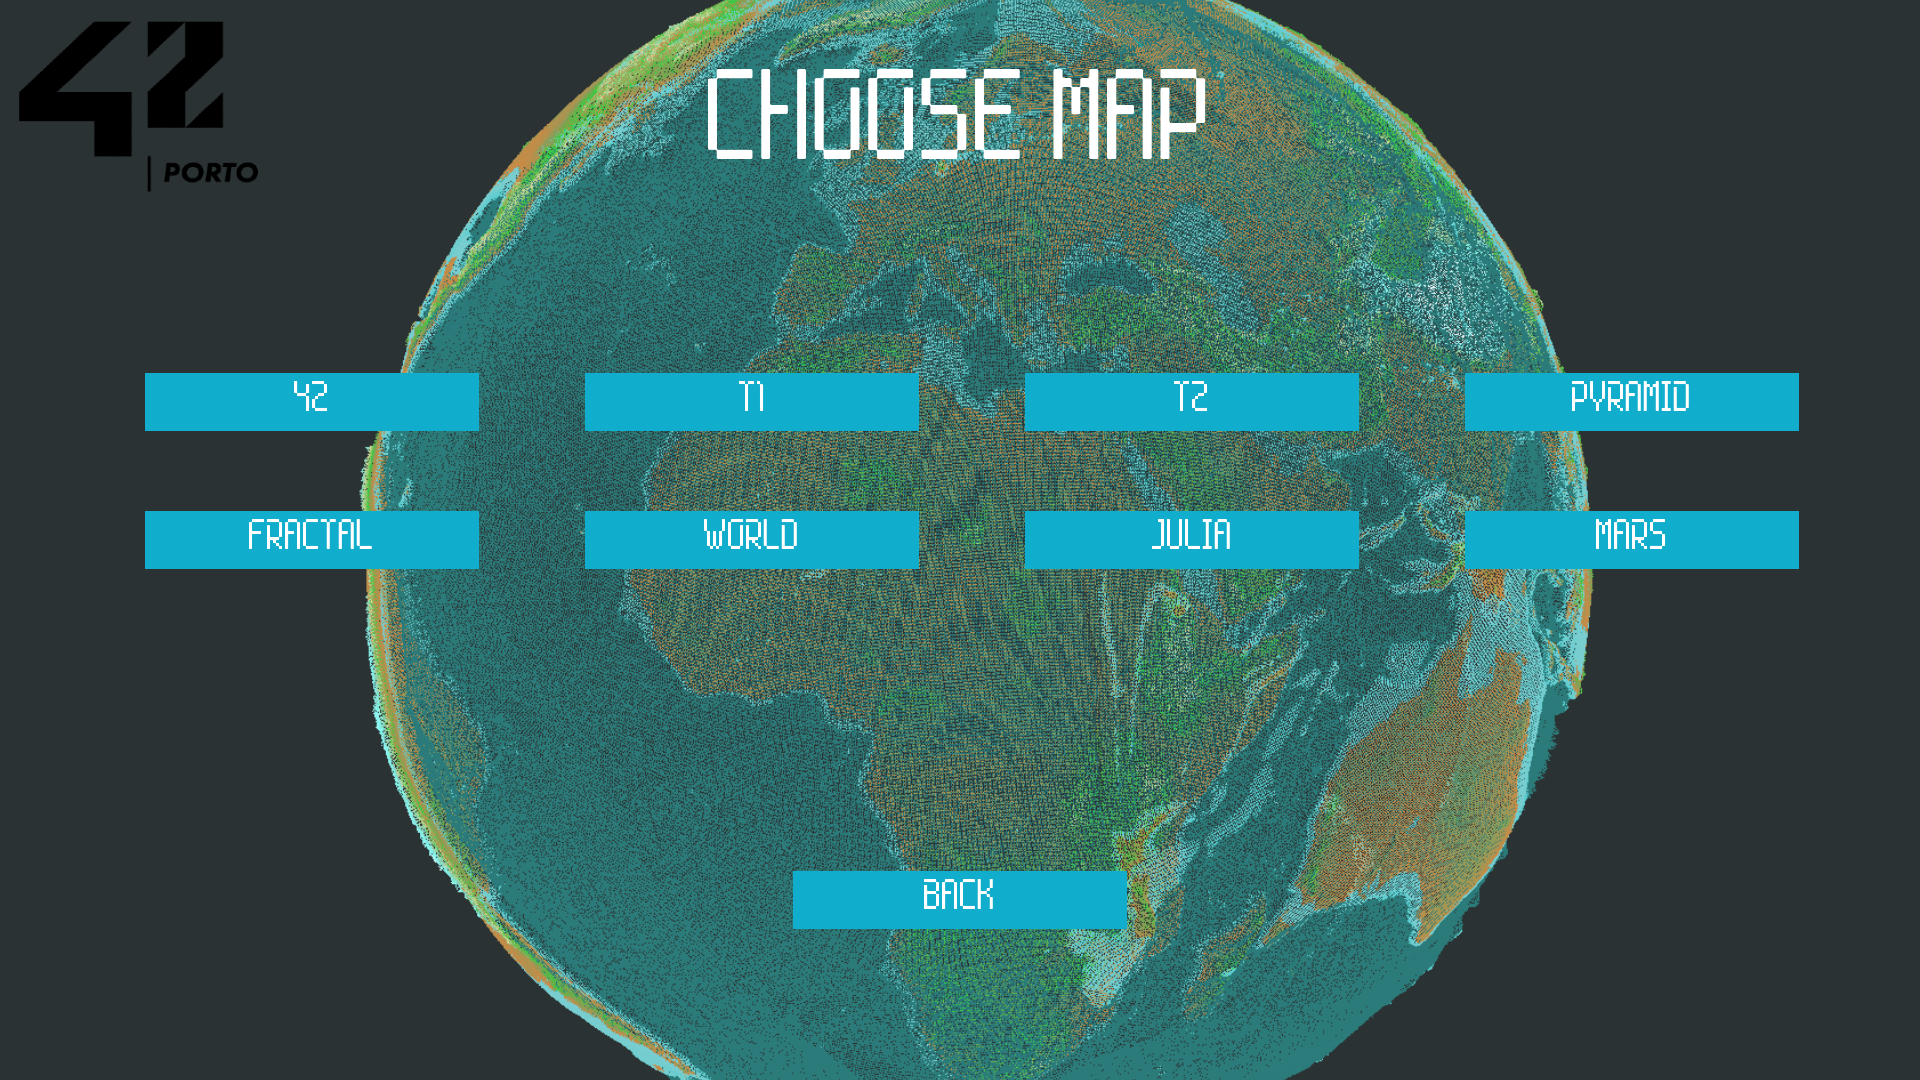 42
PORTO
CHOOSE MAP
42
T1
T2
PYRAMID
FRACTAL
WORLD
JULIA
MARS
BACK